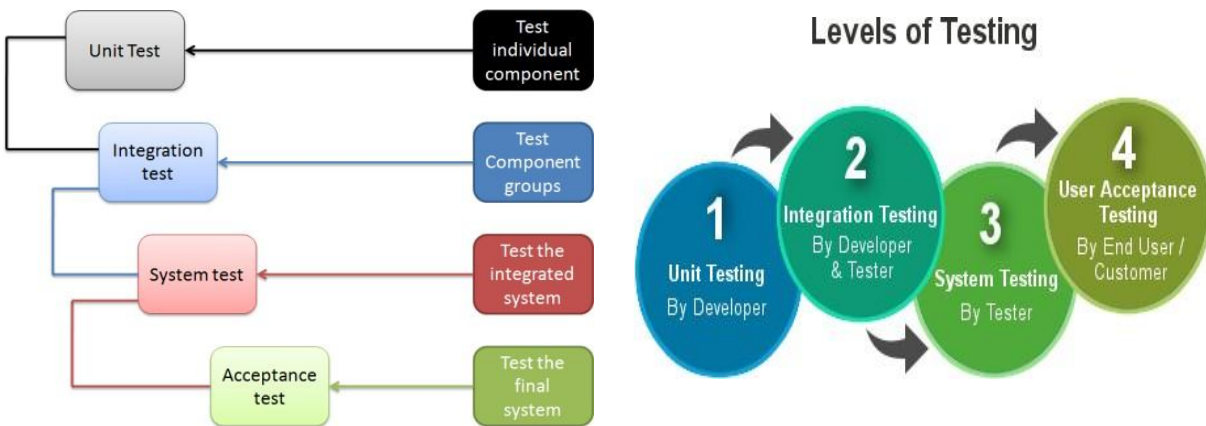 Unit Test
Test
individual
component
Integration
test
Test
Component
groups
System test
Test the
integrated
system
Acceptance
test
Test the
final
system
Levels of Testing
1
Unit Testing
By Developer
2
Integration Testing
By Developer
& Tester
3
System Testing
By Tester
4
User Acceptance
Testing
By End User /
Customer